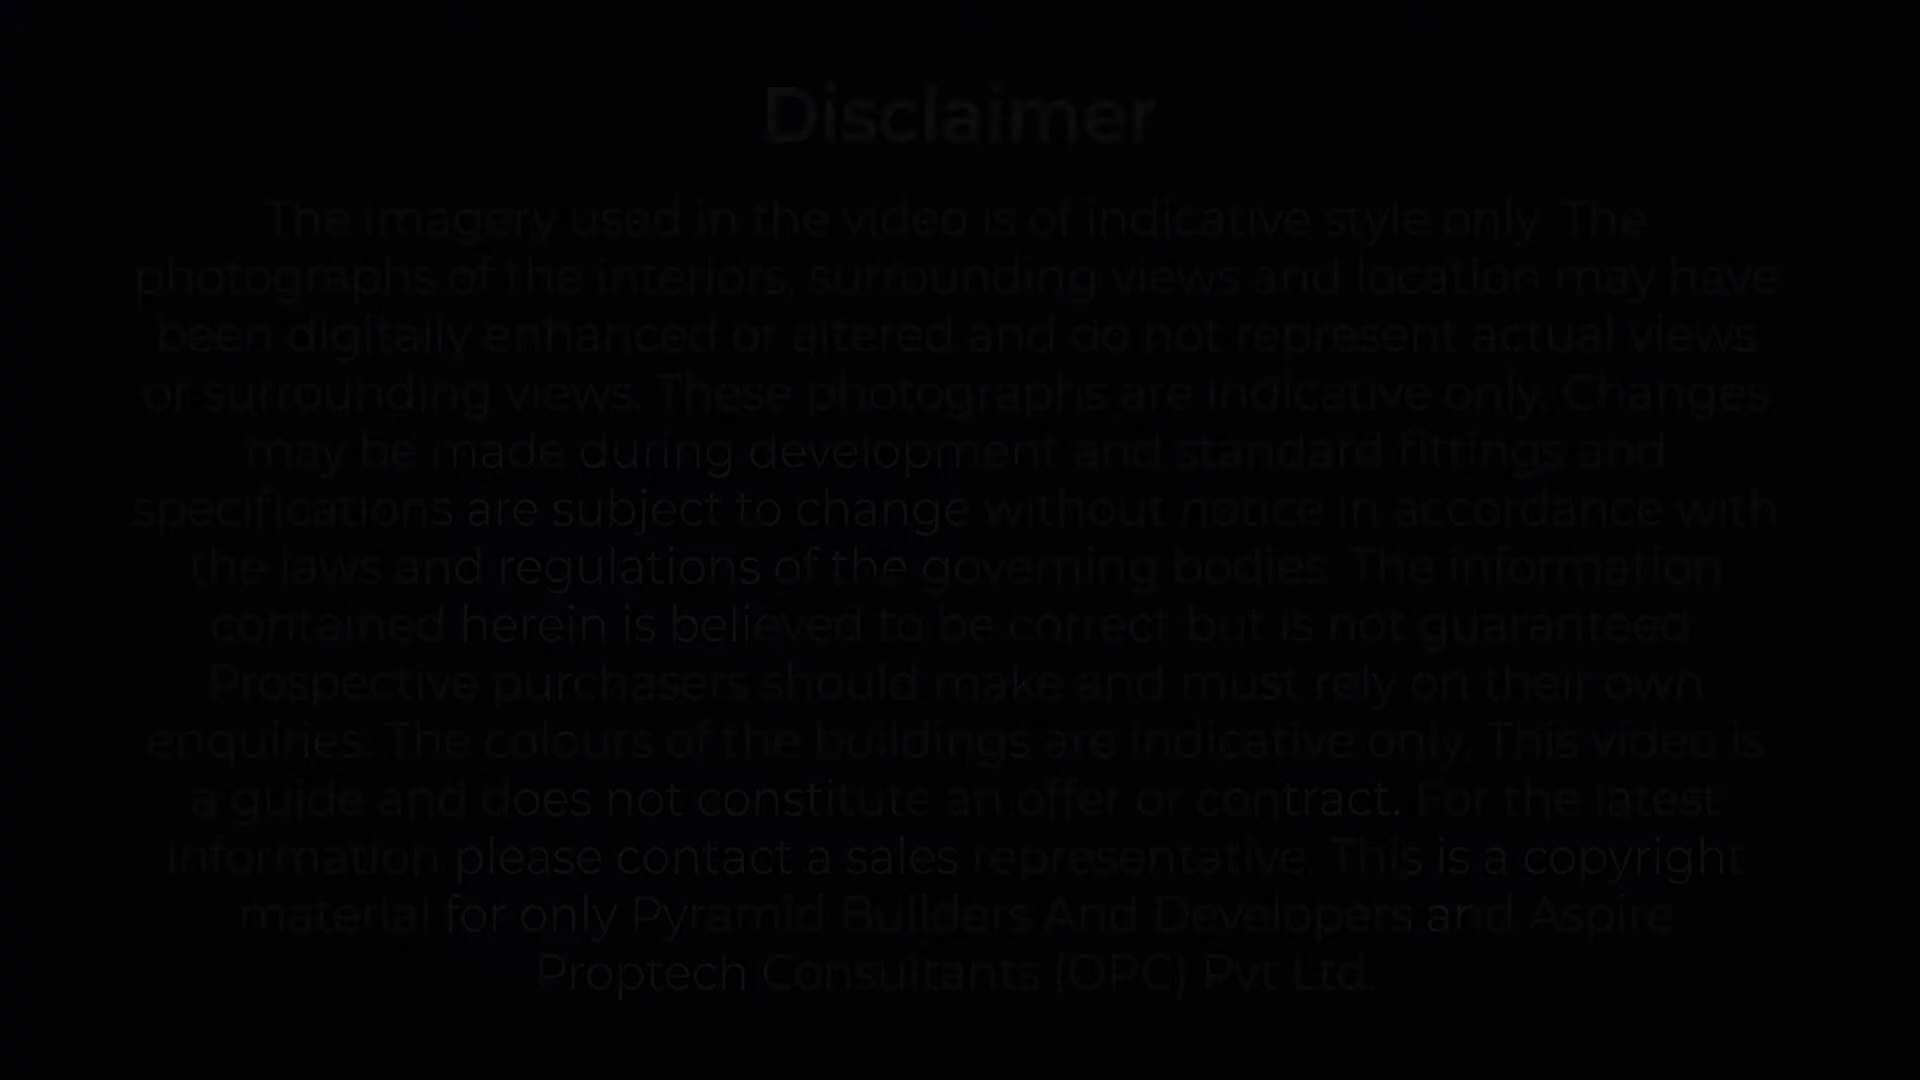 Disclaimer
The imagery used in the video is of indicative style only. The
photographs of the interiors, surrounding views and location may have
been digitally enhanced or altered and do not represent actual views
or surrounding views. These photographs are indicative only. Changes
may be made during development and standard fittings and
specifications are subject to change without notice in accordance with
the laws and regulations of the governing bodies. The information
contained herein is believed to be correct but is not guaranteed.
Prospective purchasers should make and must rely on their own
enquiries. The colours of the buildings are indicative only. This video is
a guide and does not constitute an offer or contract. For the latest
information please contact a sales representative. This is a copyright
material for only Pyramid Builders And Developers and Aspire
Proptech Consultants (OPC) Pvt Ltd.